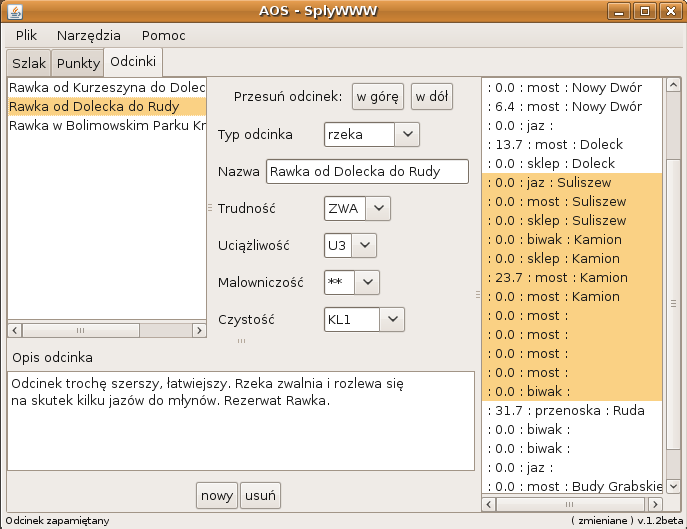 AOS - SplyWWW
Plik Narzędzia Pomoc
Szlak Punkty Odcinki
Rawka od Kurzeszyna do Dolec
Rawka od Dolecka do Rudy
Rawka w Bolimowskim Parku Kr
Przesuń odcinek: w górę w dół
Typ odcinka rzeka
Nazwa Rawka od Dolecka do Rudy
Trudność ZWA
Uciążliwość U3
Malowniczość **
Czystość KL1
Opis odcinka
Odcinek trochę szerszy, łatwiejszy. Rzeka zwalnia i rozlewa się
na skutek kilku jazów do młynów. Rezerwat Rawka.
nowy usuń
: 0.0 : most : Nowy Dwór
: 6.4 : most : Nowy Dwór
: 0.0 : jaz :
: 13.7 : most : Doleck
: 0.0 : sklep : Doleck
: 0.0 : jaz : Suliszew
: 0.0 : most : Suliszew
: 0.0 : sklep : Suliszew
: 0.0 : biwak : Kamion
: 0.0 : sklep : Kamion
: 23.7 : most : Kamion
: 0.0 : most : Kamion
: 0.0 : most :
: 0.0 : most :
: 0.0 : most :
: 0.0 : most :
: 0.0 : biwak :
: 31.7 : przenoska : Ruda
: 0.0 : biwak :
: 0.0 : biwak :
: 0.0 : jaz :
: 0.0 : most : Budy Grabskie
Odcinek zapamiętany ( zmieniane ) v.1.2beta